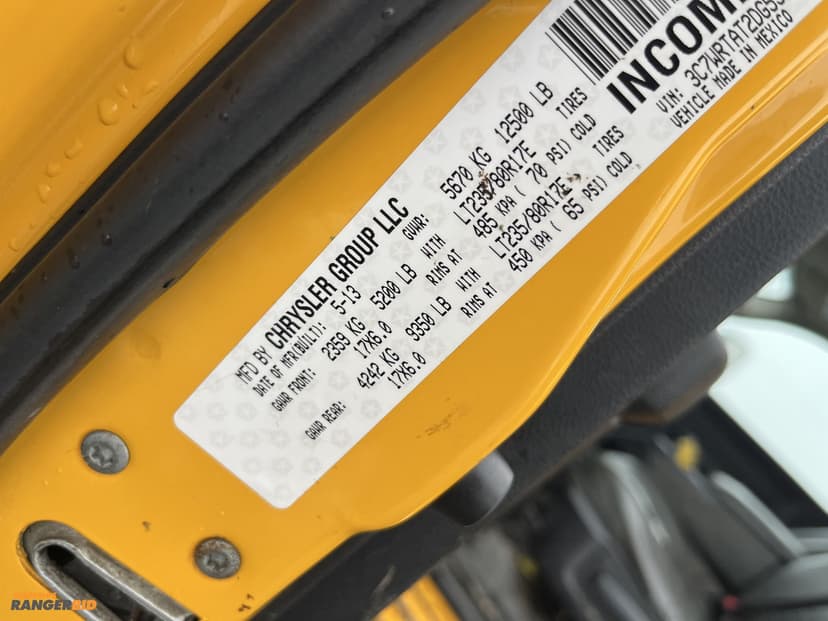 MFD BY CHRYSLER GROUP LLC
INCOM
DATE OF MFR(BUILT): 5-13 GVWR: 5670 KG 12500 LB
GAWR FRONT: 2359 KG 5200 LB WITH LT235/80R17E TIRES
17X6.0 RIMS AT 485 KPA( 70 PSI) COLD
GAWR REAR: 4242 KG 9350 LB WITH LT235/80R17E TIRES
17X6.0 RIMS AT 450 KPA( 65 PSI) COLD
VIN: 3C7WRTAT2DG5
VEHICLE MADE IN MEXICO
RANGERBID